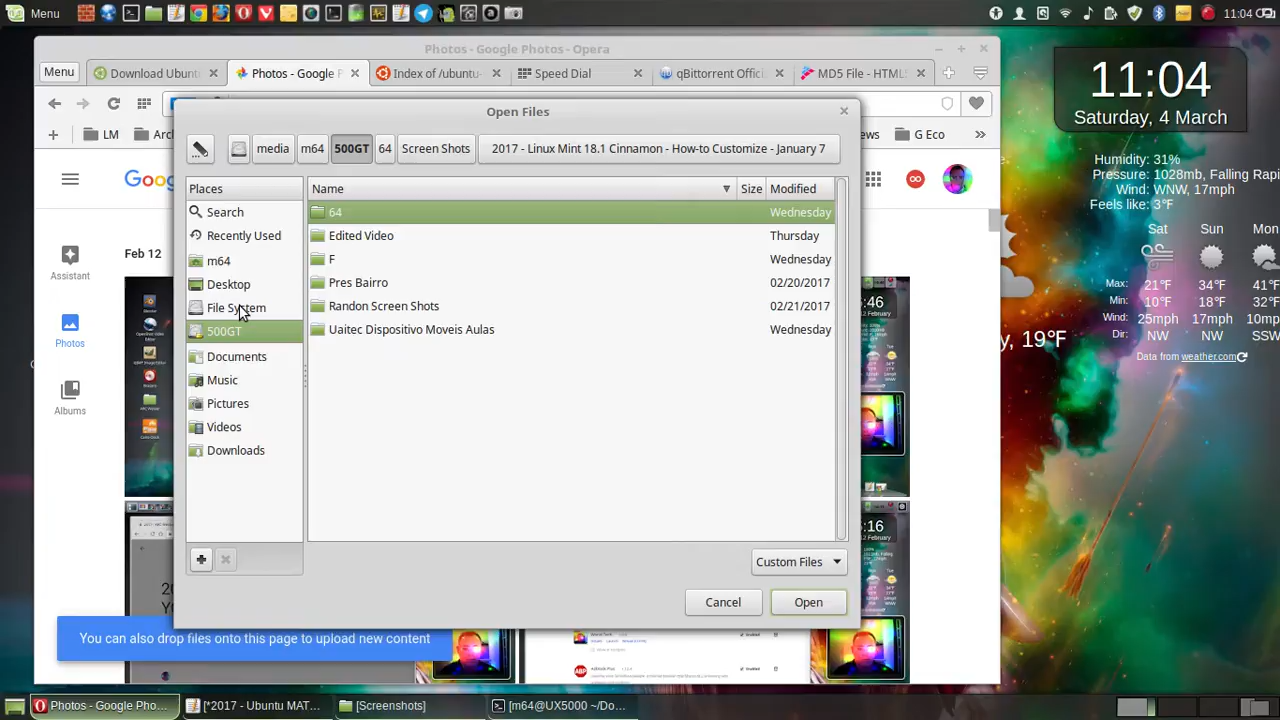 Menu
11:04
Photos - Google Photos - Opera
Menu
Download Ubunt
Photos - Google P
Index of /ubuntu-
Speed Dial
qBittorrent Offici
MD5 File - HTML5
LM
ews
G Eco
Open Files
media
m64
500GT
64
Screen Shots
2017 - Linux Mint 18.1 Cinnamon - How-to Customize - January 7
Places
Name
Size
Modified
Search
Recently Used
m64
Desktop
File System
500GT
Documents
Music
Pictures
Videos
Downloads
64
Wednesday
Edited Video
Thursday
F
Wednesday
Pres Bairro
02/20/2017
Randon Screen Shots
02/21/2017
Uaitec Dispositivo Moveis Aulas
Wednesday
Custom Files
Cancel
Open
Goog
Feb 12
Assistant
Photos
Albums
:46
:16
You can also drop files onto this page to upload new content
11:04
Saturday, 4 March
Humidity: 31%
Pressure: 1028mb, Falling Rapi
Wind: WNW, 17mph
Feels like: 3°F
Sat
Sun
Mon
Max:
34°F
41°F
Min:
10°F
18°F
32°F
Wind:
25mph
17mph
10mp
Dir:
NW
NW
SSW
y, 19°F
Data from weather.com
Photos - Google Pho...
[*2017 - Ubuntu MAT...
[Screenshots]
[m64@UX5000 ~/Do...